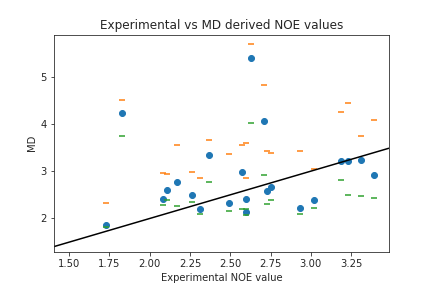 Experimental vs MD derived NOE values
MD
5
4
3
2
1.50 1.75 2.00 2.25 2.50 2.75 3.00 3.25
Experimental NOE value